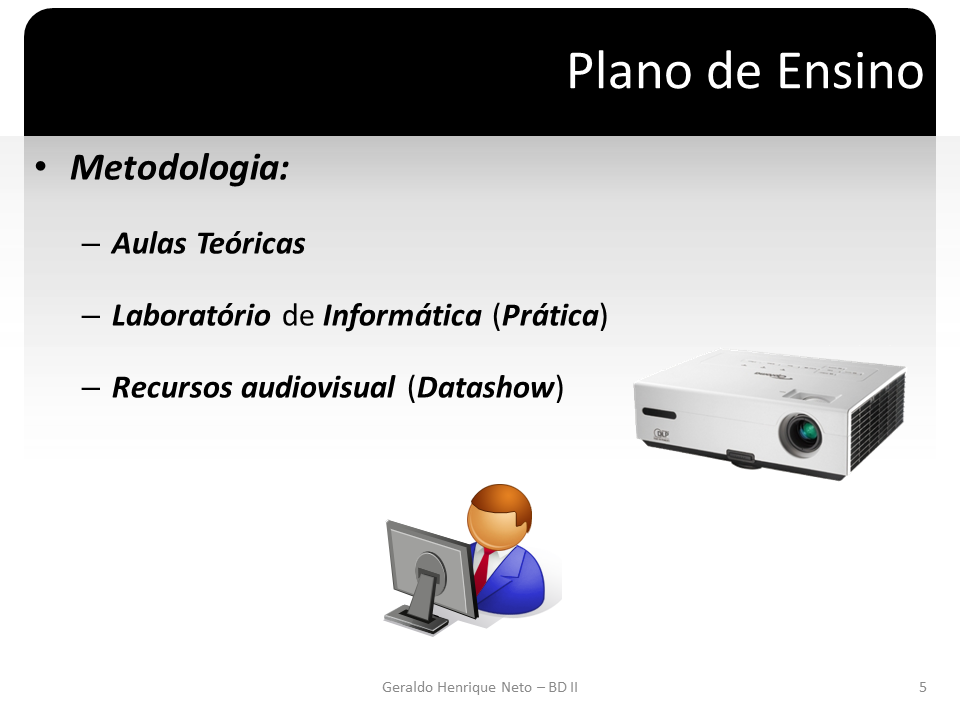 Plano de Ensino
• Metodologia:
– Aulas Teóricas
– Laboratório de Informática (Prática)
– Recursos audiovisual (Datashow)
DLP
Geraldo Henrique Neto – BD II
5